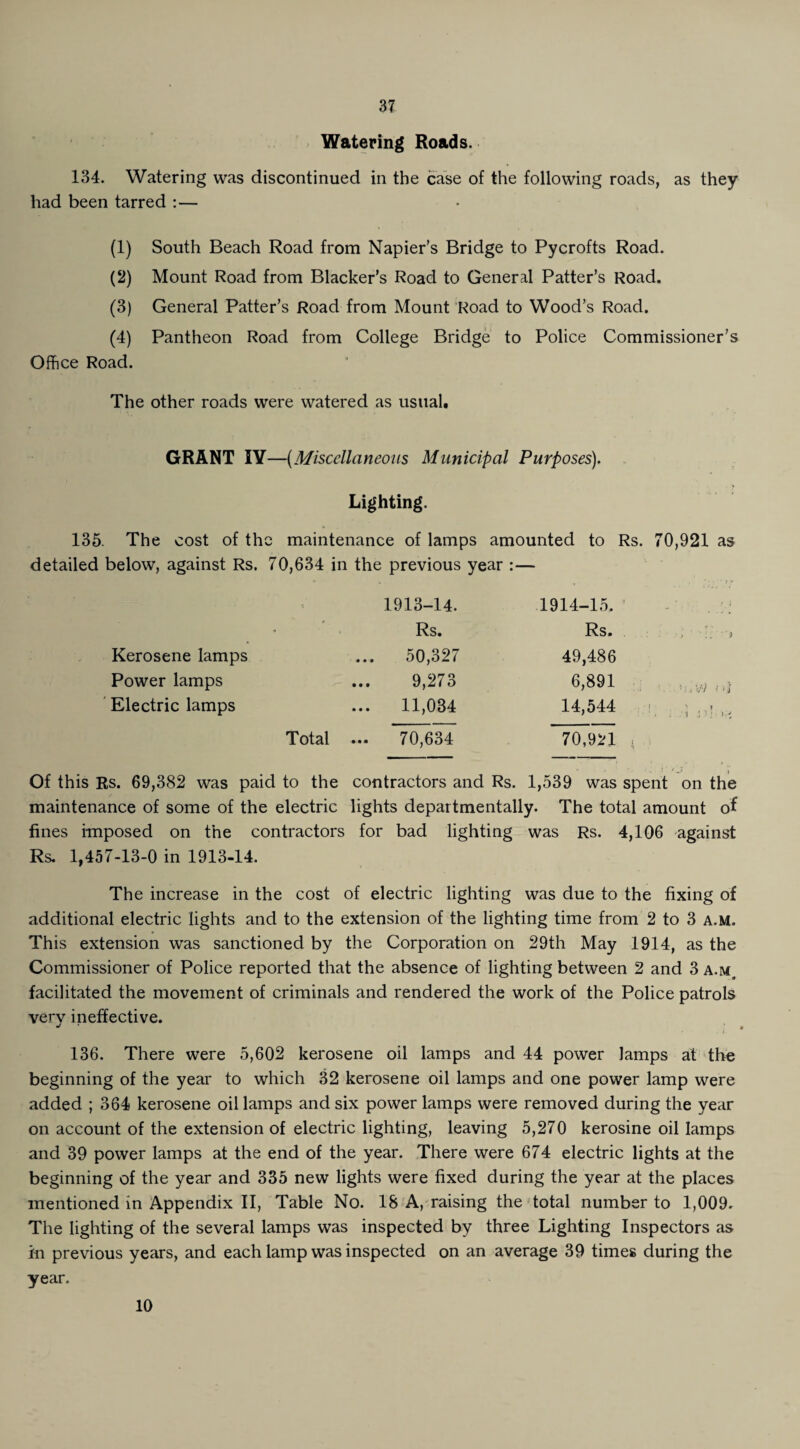 37
Watering Roads.
134. Watering was discontinued in the case of the following roads, as they
had been tarred :—
(1) South Beach Road from Napier's Bridge to Pycrofts Road.
(2) Mount Road from Blacker's Road to General Patter's Road.
(3) General Patter's Road from Mount Road to Wood's Road.
(4) Pantheon Road from College Bridge to Police Commissioner's
Office Road.
The other roads were watered as usual.
GRANT IV—(Miscellaneous Municipal Purposes).
Lighting.
135. The cost of the maintenance of lamps amounted to Rs. 70,921 as
detailed below, against Rs. 70,634 in the previous year :—
1913-14. 1914-15.
Rs. Rs.
Kerosene lamps ... 50,327 49,486
Power lamps ... 9,273 6,891
Electric lamps ... 11,034 14,544
Total ... 70,634 70,921
Of this Rs. 69,382 was paid to the contractors and Rs. 1,539 was spent on the
maintenance of some of the electric lights departmentally. The total amount of
fines imposed on the contractors for bad lighting was Rs. 4,106 against
Rs. 1,457-13-0 in 1913-14.
The increase in the cost of electric lighting was due to the fixing of
additional electric lights and to the extension of the lighting time from 2 to 3 A.M.
This extension was sanctioned by the Corporation on 29th May 1914, as the
Commissioner of Police reported that the absence of lighting between 2 and 3 A.M.
facilitated the movement of criminals and rendered the work of the Police patrols
very ineffective.
136. There were 5,602 kerosene oil lamps and 44 power lamps at the
beginning of the year to which 32 kerosene oil lamps and one power lamp were
added ; 364 kerosene oil lamps and six power lamps were removed during the year
on account of the extension of electric lighting, leaving 5,270 kerosine oil lamps
and 39 power lamps at the end of the year. There were 674 electric lights at the
beginning of the year and 335 new lights were fixed during the year at the places
mentioned in Appendix II, Table No. 18 A, raising the total number to 1,009.
The lighting of the several lamps was inspected by three Lighting Inspectors as
in previous years, and each lamp was inspected on an average 39 times during the
year.
10